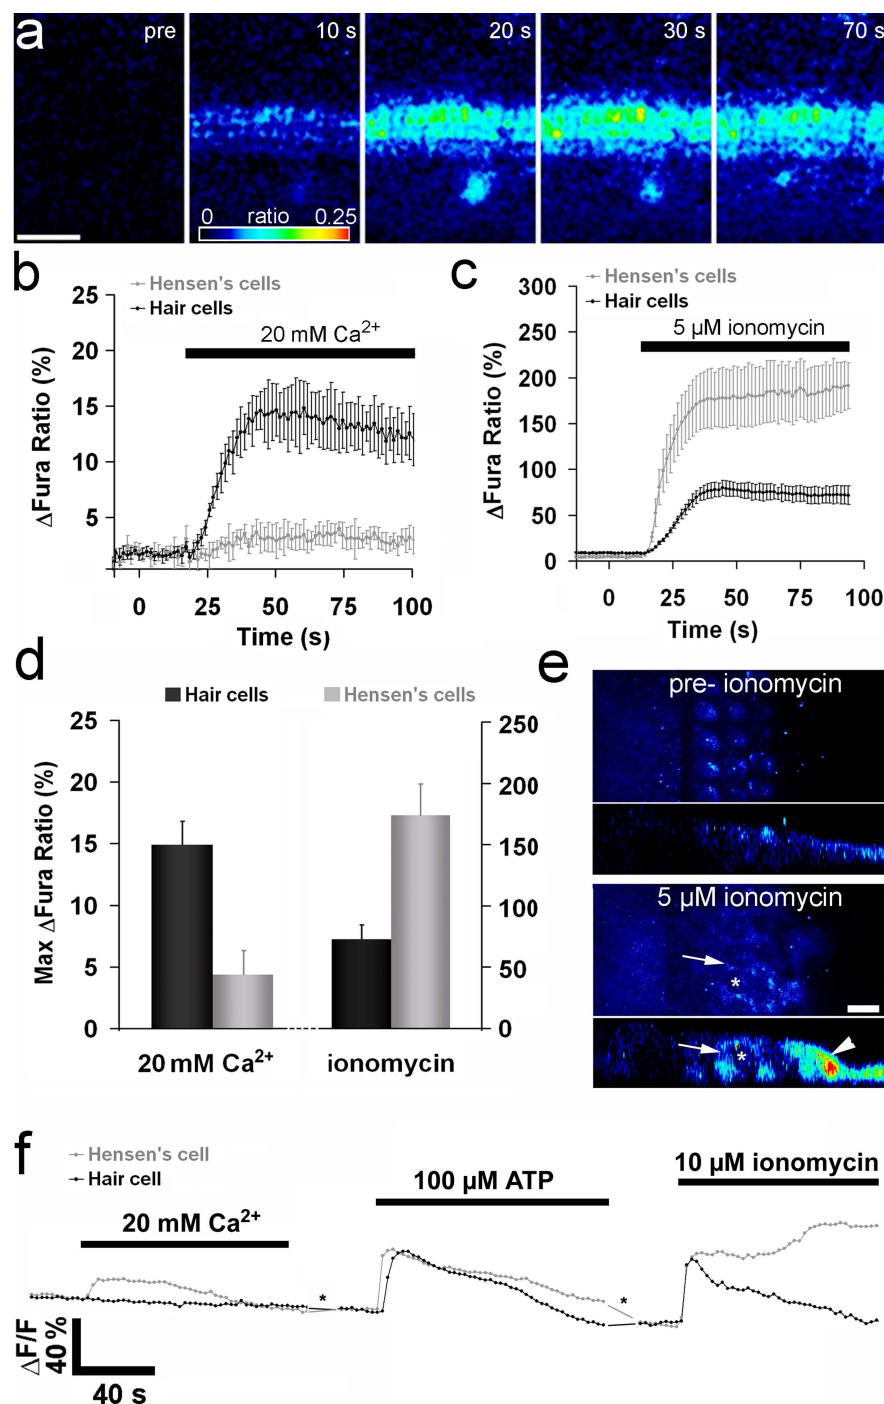 a
pre
10 s
20 s
30 s
70 s
0 ratio 0.25
b
Hensen's cells
Hair cells
20 mM Ca2+
25
20
15
10
5
ΔFura Ratio (%)
0 25 50 75 100
Time (s)
c
Hensen's cells
Hair cells
5 µM ionomycin
300
250
200
150
100
50
0
ΔFura Ratio (%)
0 25 50 75 100
Time (s)
d
Hair cells
Hensen's cells
25
20
15
10
5
0
Max ΔFura Ratio (%)
250
200
150
100
50
0
20 mM Ca2+
ionomycin
e
pre- ionomycin
5 µM ionomycin
*
*
f
Hensen's cell
Hair cell
20 mM Ca2+
100 µM ATP
10 µM ionomycin
*
*
ΔF/F
40 %
40 s